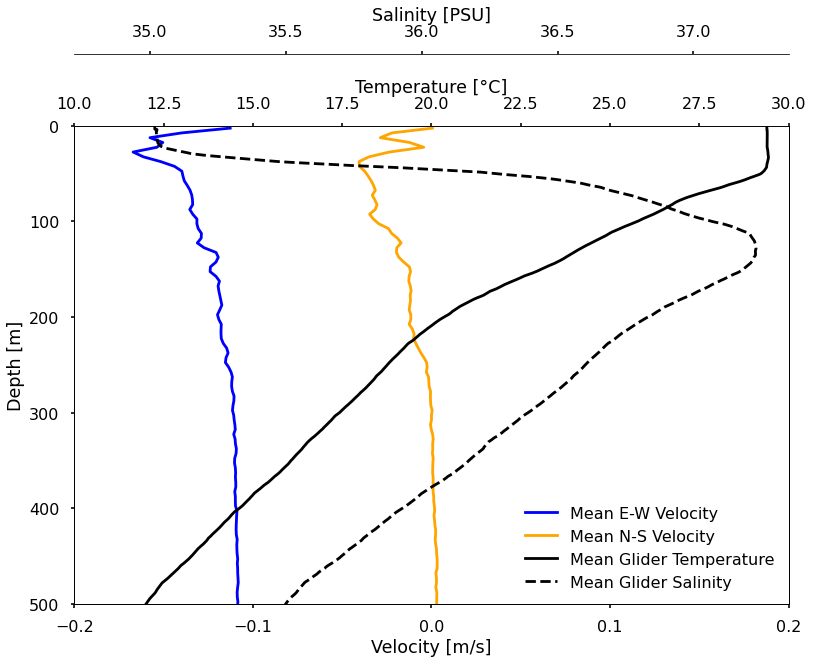 Salinity [PSU]
35.0 35.5 36.0 36.5 37.0
Temperature [°C]
10.0 12.5 15.0 17.5 20.0 22.5 25.0 27.5 30.0
0
100
200
300
400
500
Depth [m]
Mean E-W Velocity
Mean N-S Velocity
Mean Glider Temperature
Mean Glider Salinity
−0.2 −0.1 0.0 0.1 0.2
Velocity [m/s]